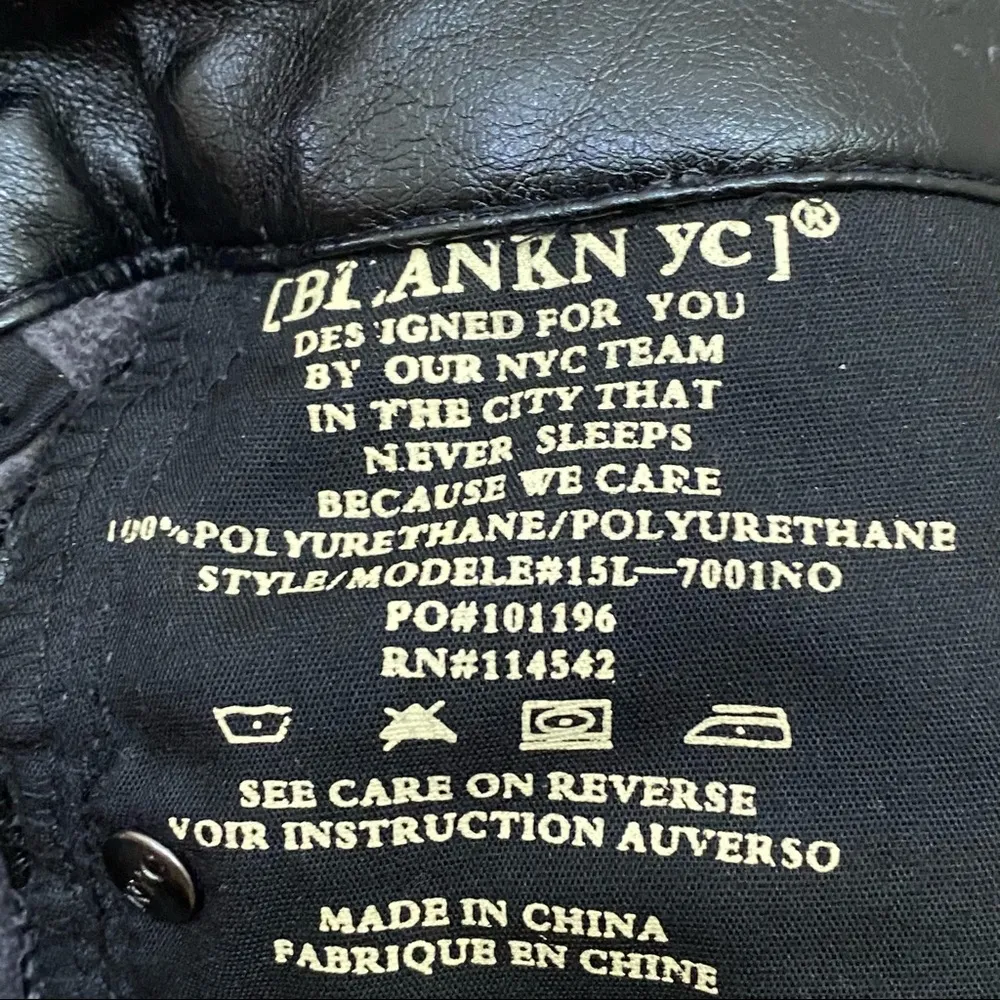 [BLANKNYC]®
DESIGNED FOR YOU
BY OUR NYC TEAM
IN THE CITY THAT
NEVER SLEEPS
BECAUSE WE CARE
100%POLYURETHANE/POLYURETHANE
STYLE/MODELE#15L-7001NO
PO#101196
RN#114542
SEE CARE ON REVERSE
VOIR INSTRUCTION AUVERSO
NYC
MADE IN CHINA
FABRIQUE EN CHINE